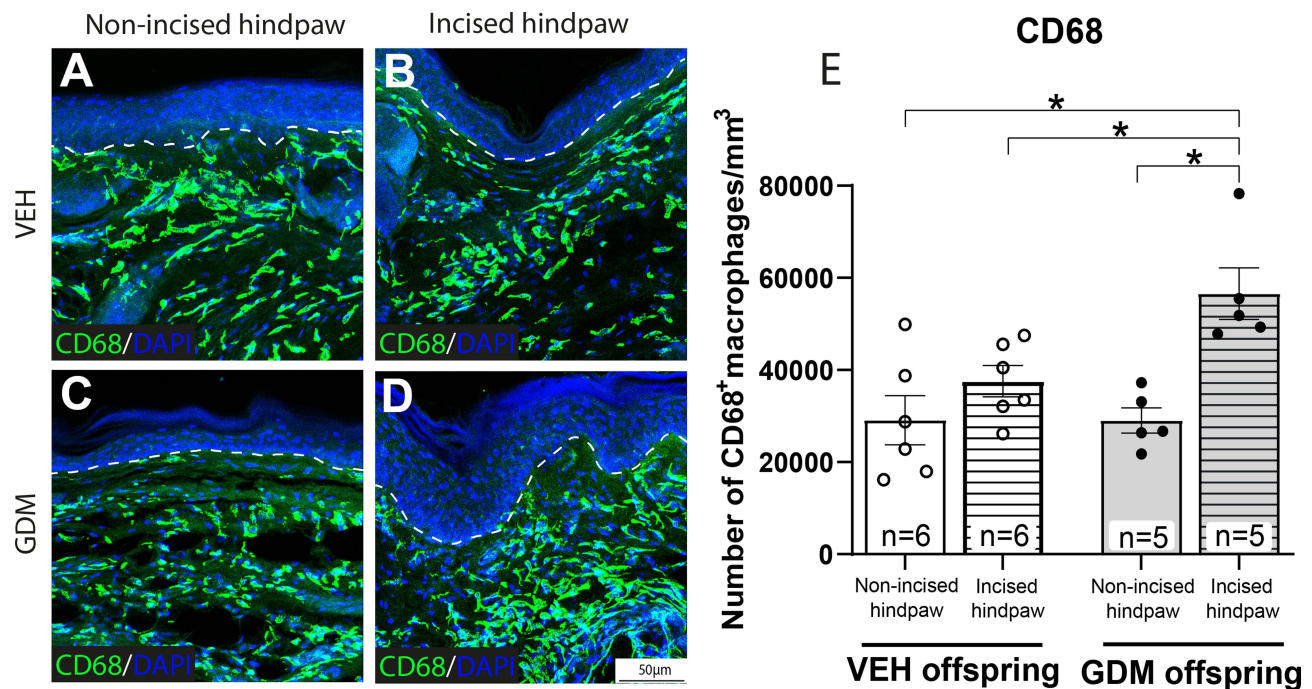 Non-incised hindpaw
Incised hindpaw
VEH
GDM
A
CD68/DAPI
B
CD68/DAPI
C
CD68/DAPI
D
CD68/DAPI
50µm
E
CD68
*
*
*
Number of CD68⁺macrophages/mm³
80000
60000
40000
20000
0
n=6
n=6
n=5
n=5
Non-incised
hindpaw
Incised
hindpaw
Non-incised
hindpaw
Incised
hindpaw
VEH offspring
GDM offspring